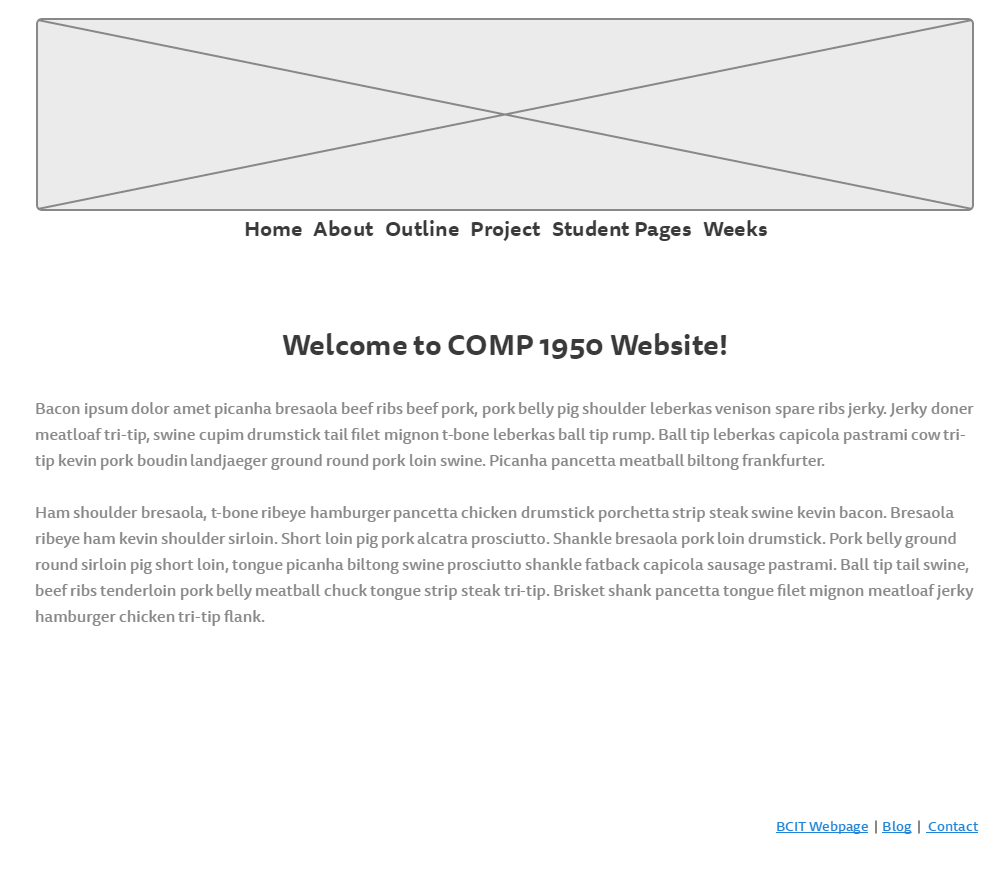 Home About Outline Project Student Pages Weeks
Welcome to COMP 1950 Website!
Bacon ipsum dolor amet picanha bresaola beef ribs beef pork, pork belly pig shoulder leberkas venison spare ribs jerky. Jerky doner
meatloaf tri-tip, swine cupim drumstick tail filet mignon t-bone leberkas ball tip rump. Ball tip leberkas capicola pastrami cow tri-
tip kevin pork boudin landjaeger ground round pork loin swine. Picanha pancetta meatball biltong frankfurter.
Ham shoulder bresaola, t-bone ribeye hamburger pancetta chicken drumstick porchetta strip steak swine kevin bacon. Bresaola
ribeye ham kevin shoulder sirloin. Short loin pig pork alcatra prosciutto. Shankle bresaola pork loin drumstick. Pork belly ground
round sirloin pig short loin, tongue picanha biltong swine prosciutto shankle fatback capicola sausage pastrami. Ball tip tail swine,
beef ribs tenderloin pork belly meatball chuck tongue strip steak tri-tip. Brisket shank pancetta tongue filet mignon meatloaf jerky
hamburger chicken tri-tip flank.
BCIT Webpage | Blog | Contact